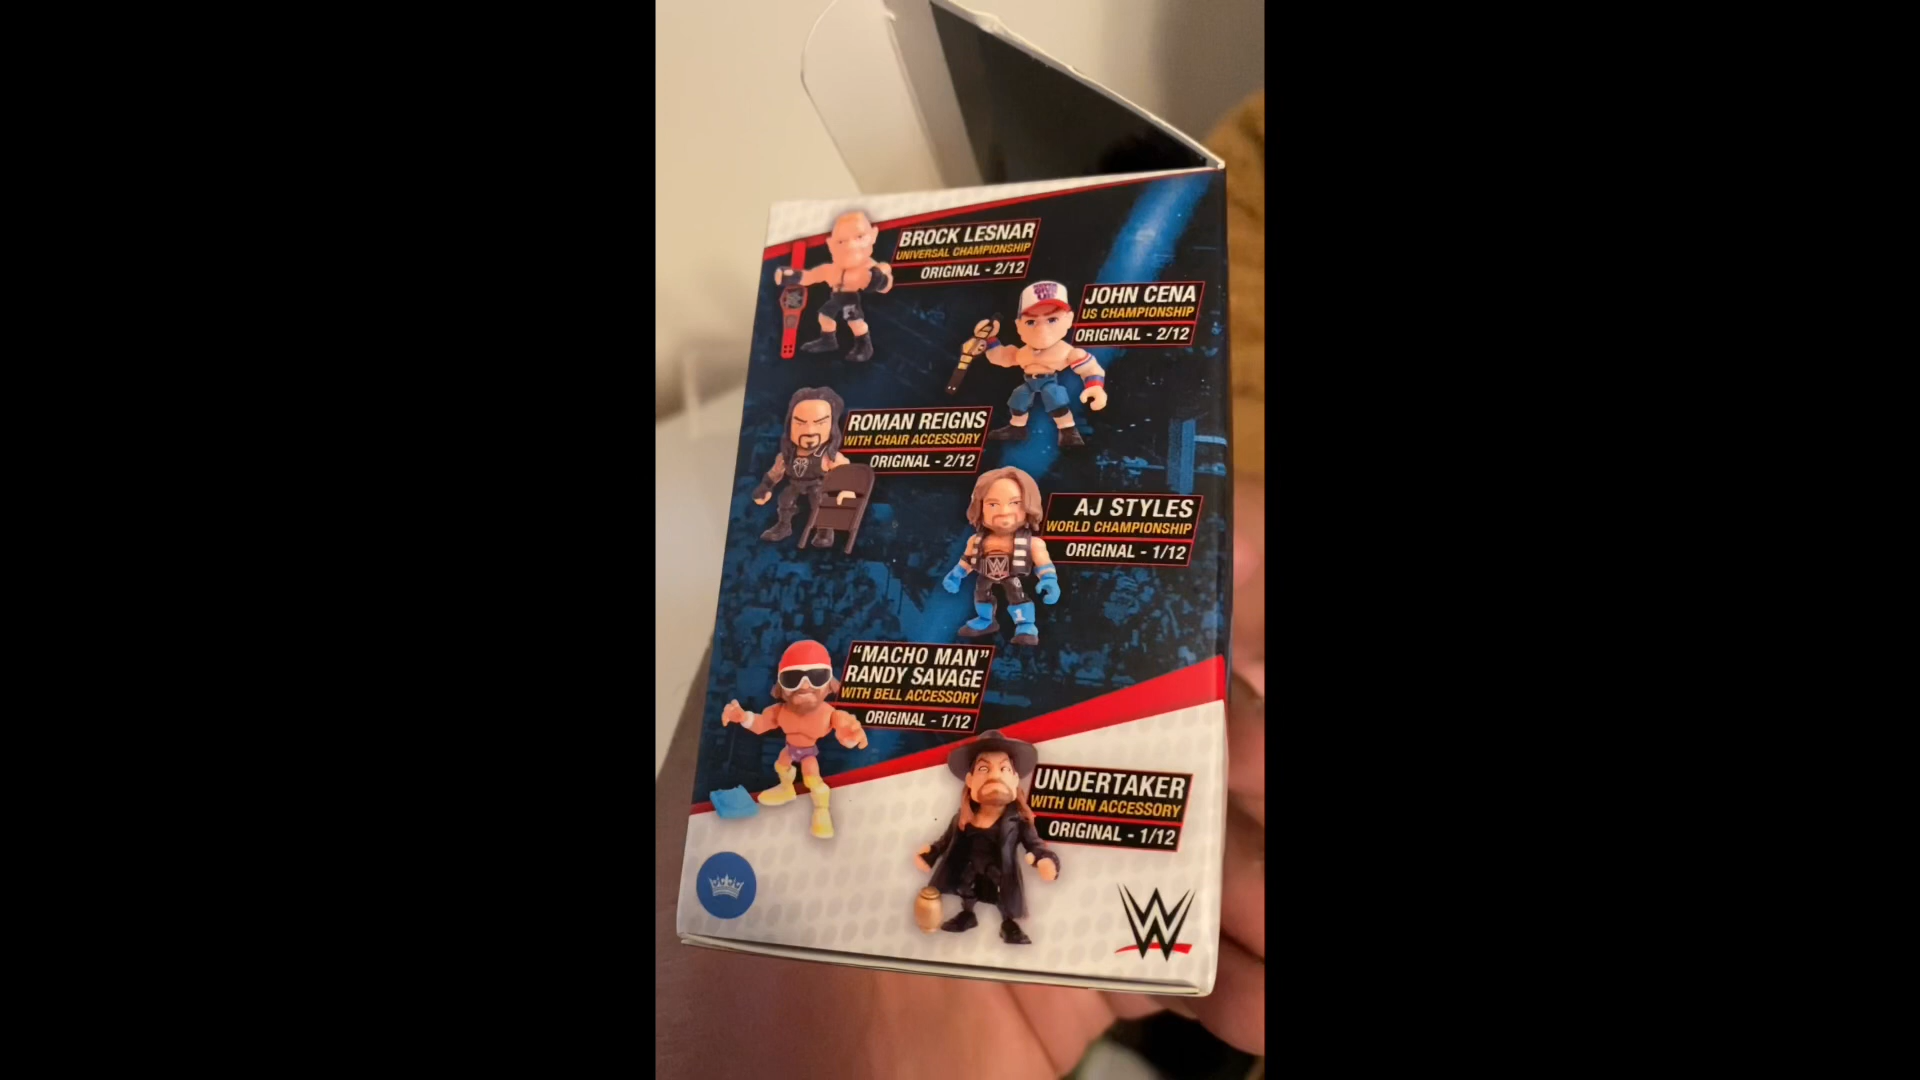 BROCK LESNAR
UNIVERSAL CHAMPIONSHIP
ORIGINAL - 2/12
JOHN CENA
US CHAMPIONSHIP
ORIGINAL - 2/12
ROMAN REIGNS
WITH CHAIR ACCESSORY
ORIGINAL - 2/12
AJ STYLES
WORLD CHAMPIONSHIP
ORIGINAL - 1/12
"MACHO MAN"
RANDY SAVAGE
WITH BELL ACCESSORY
ORIGINAL - 1/12
UNDERTAKER
WITH URN ACCESSORY
ORIGINAL - 1/12